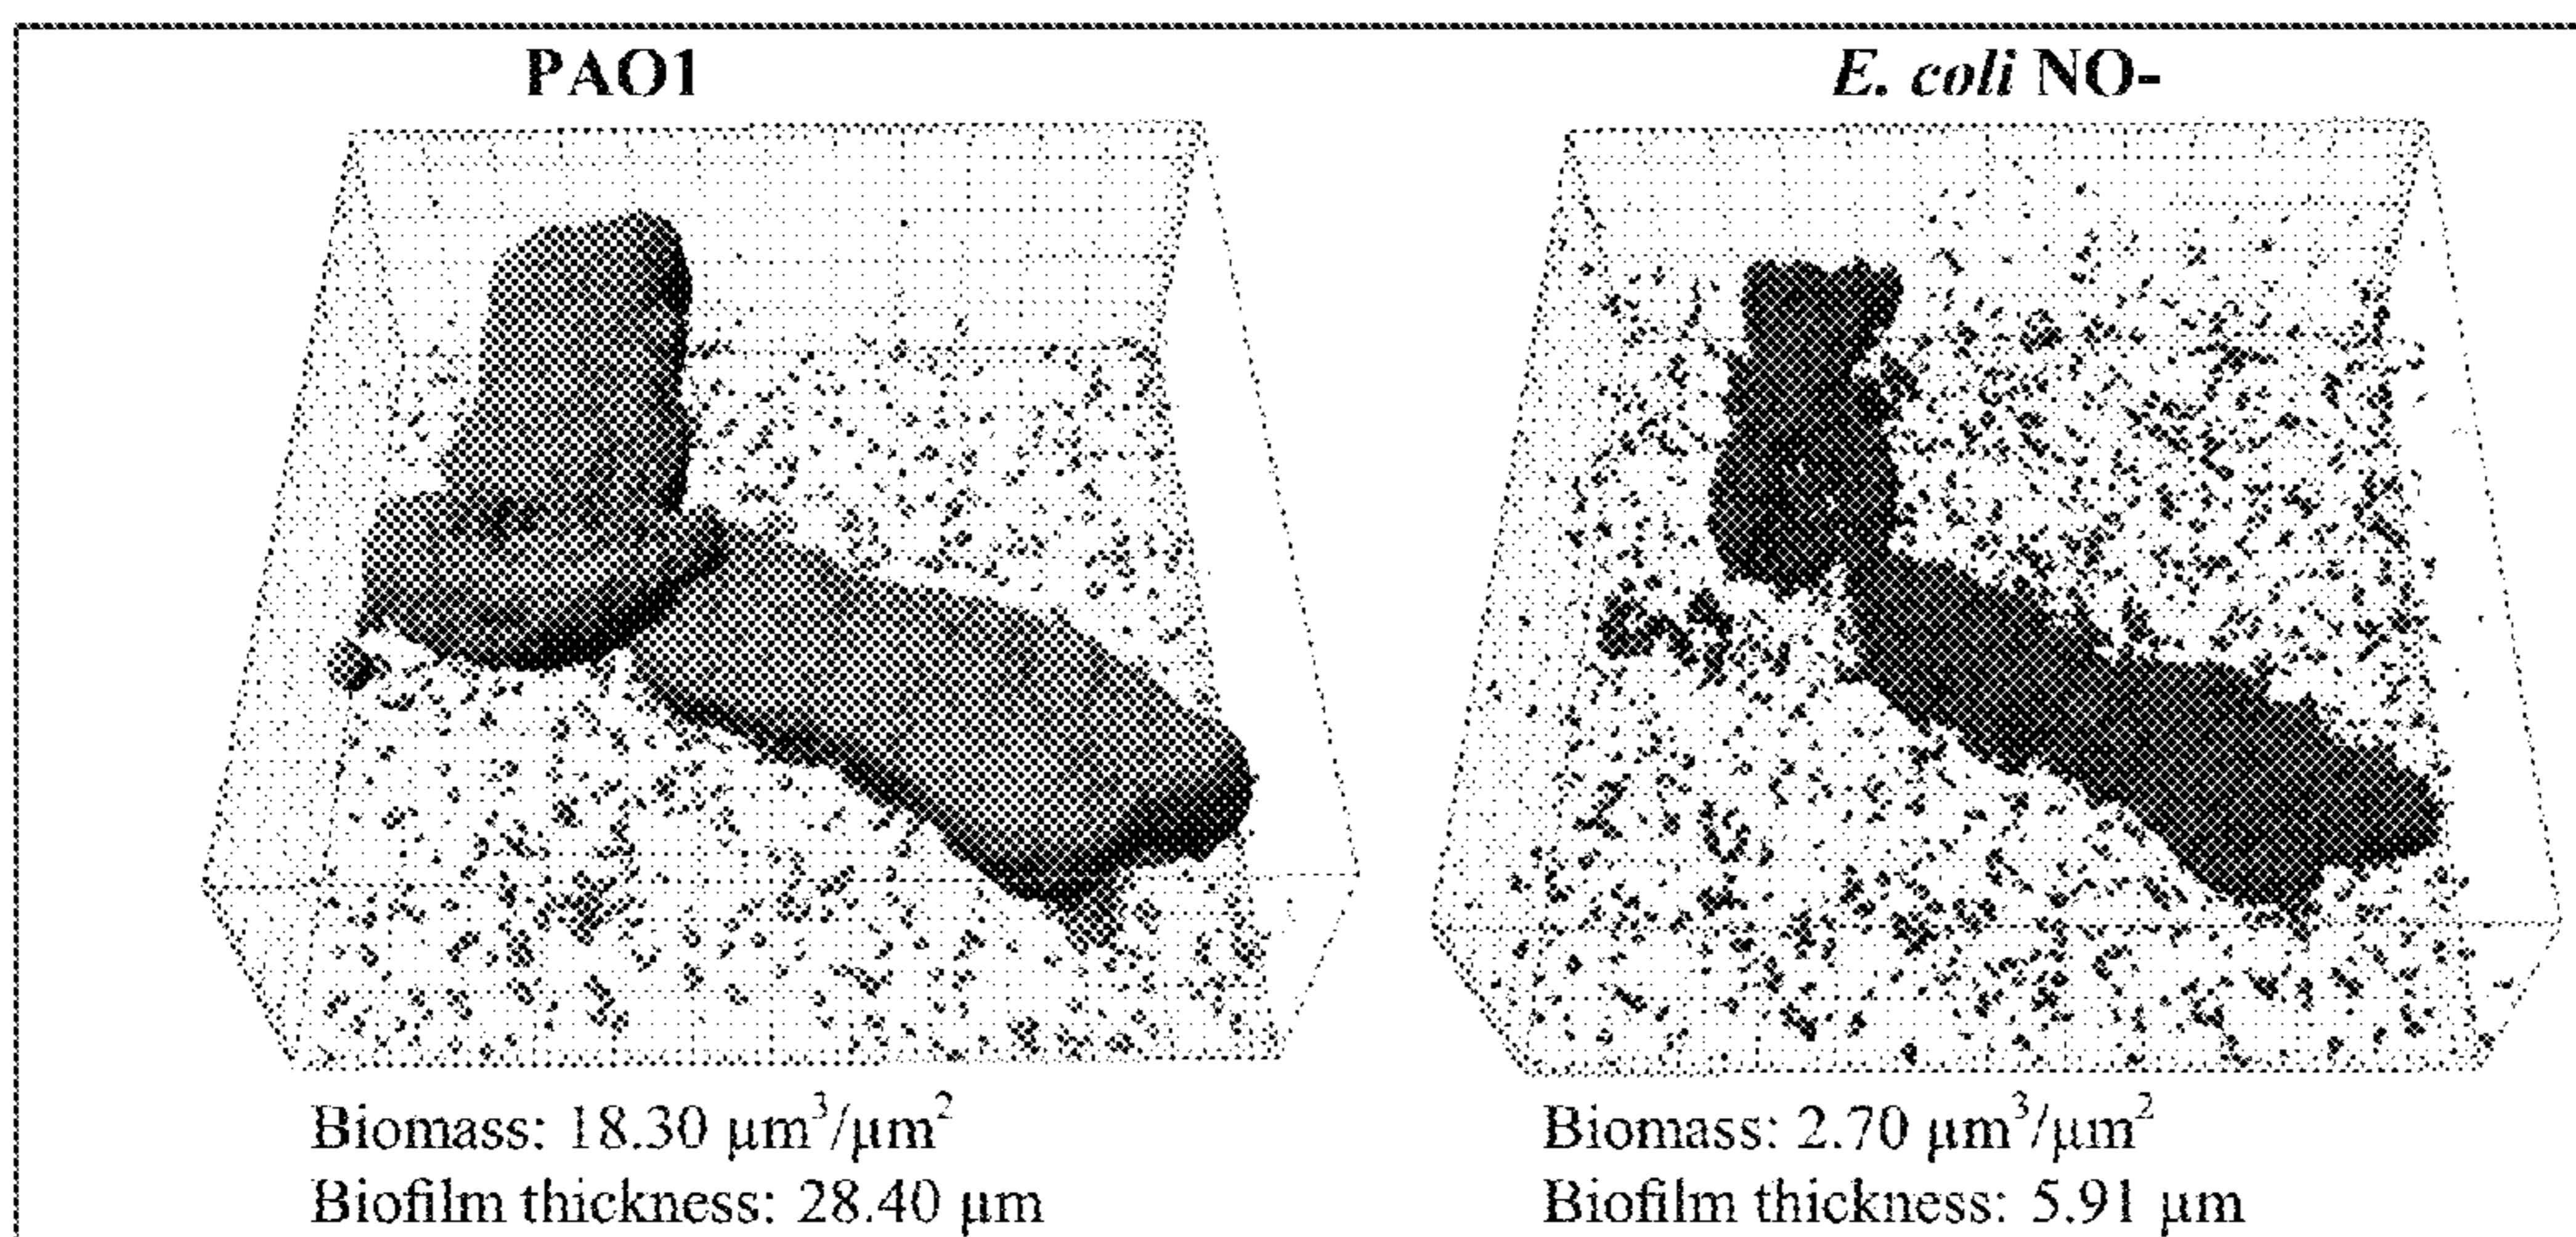 PAO1
E. coli NO-
Biomass: 18.30 μm³/μm²
Biofilm thickness: 28.40 μm
Biomass: 2.70 μm³/μm²
Biofilm thickness: 5.91 μm